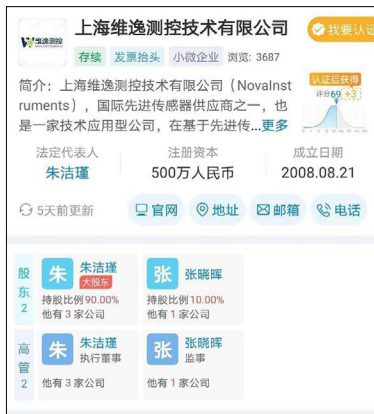 上海维逸测控技术有限公司
维逸测控
存续 发票抬头 小微企业 浏览: 3687
我要认证
简介：上海维逸测控技术有限公司（NovaInst
ruments），国际先进传感器供应商之一，也
是一家技术应用型公司，在基于先进传...更多
认证后获得
评分69 +3
法定代表人 注册资本 成立日期
朱洁瑾 500万人民币 2008.08.21
5天前更新 官网 地址 邮箱 电话
股东2
朱 朱洁瑾
大股东
持股比例90.00%
他有 3 家公司
张 张晓晖
持股比例10.00%
他有 1 家公司
高管2
朱 朱洁瑾
执行董事
他有 3 家公司
张 张晓晖
监事
他有 1 家公司